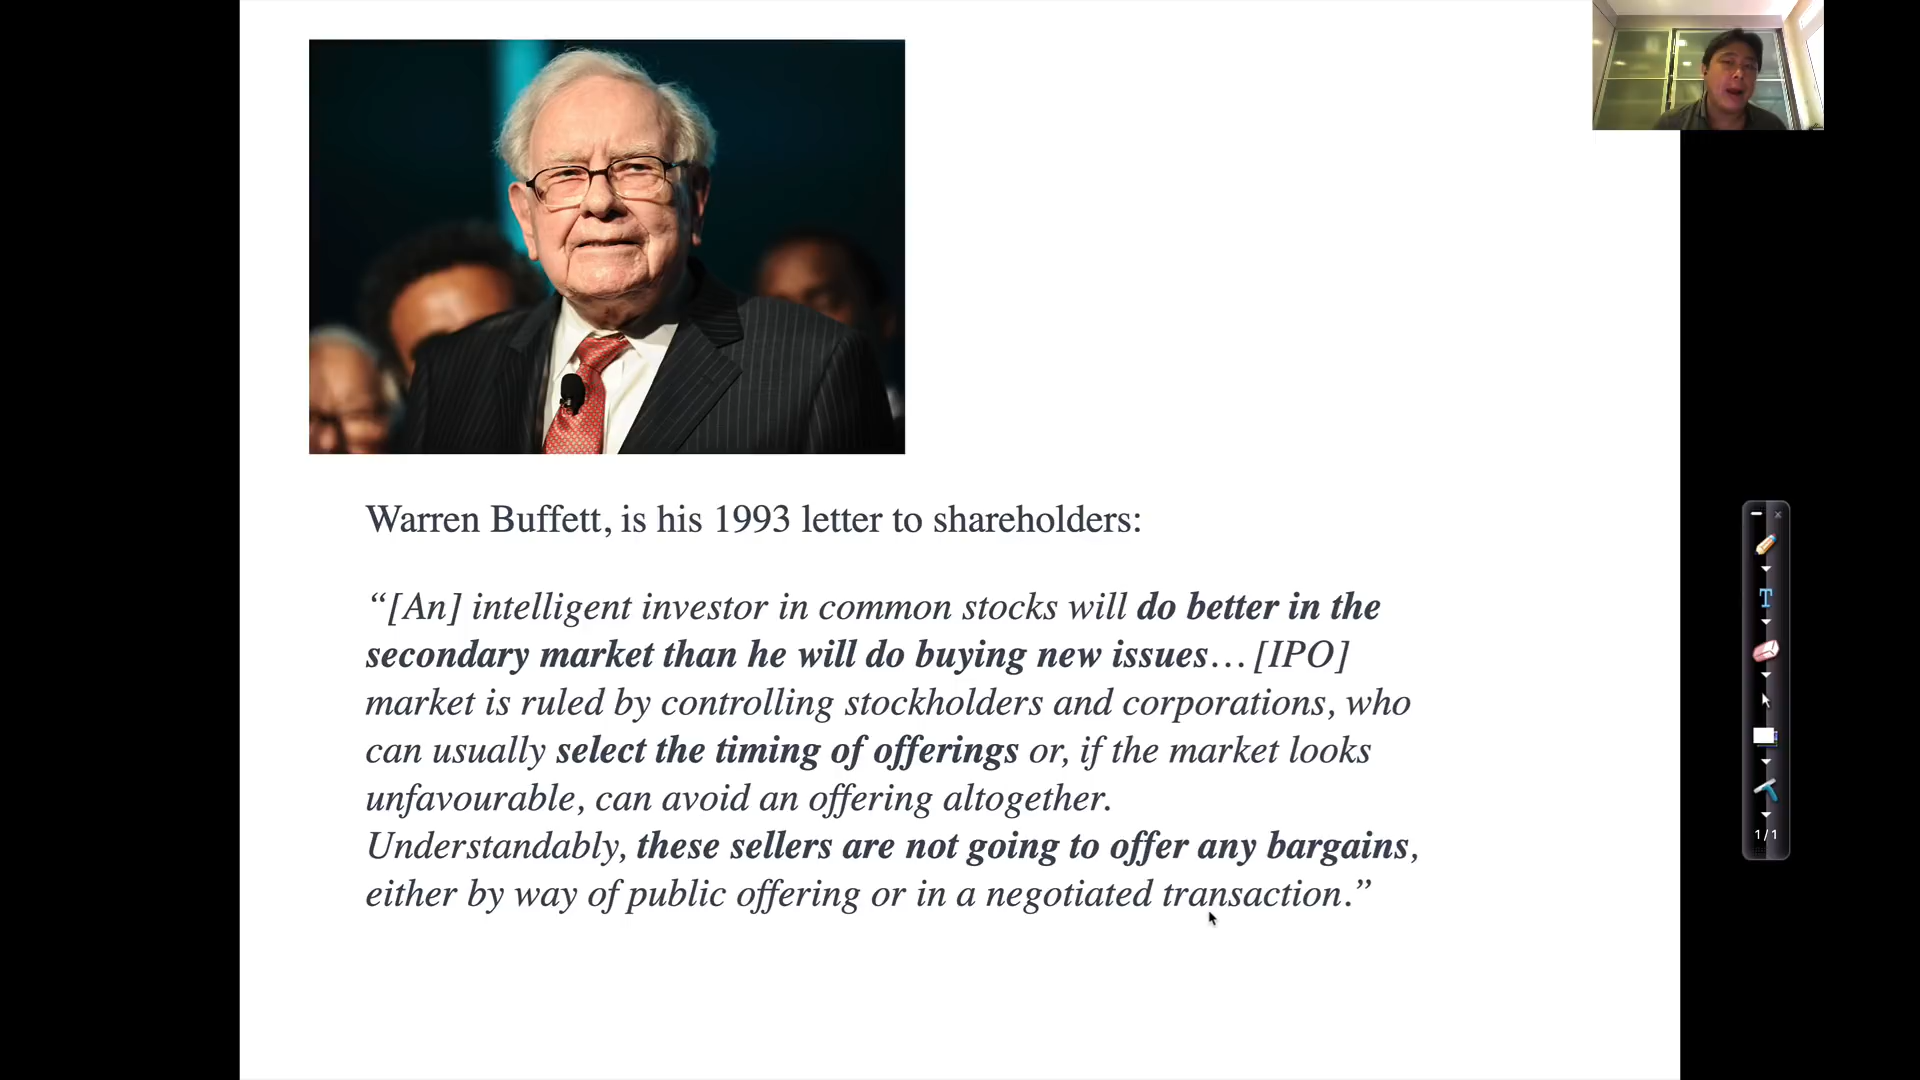 Warren Buffett, is his 1993 letter to shareholders:
“[An] intelligent investor in common stocks will do better in the
secondary market than he will do buying new issues… [IPO]
market is ruled by controlling stockholders and corporations, who
can usually select the timing of offerings or, if the market looks
unfavourable, can avoid an offering altogether.
Understandably, these sellers are not going to offer any bargains,
either by way of public offering or in a negotiated transaction.”
T
1/1